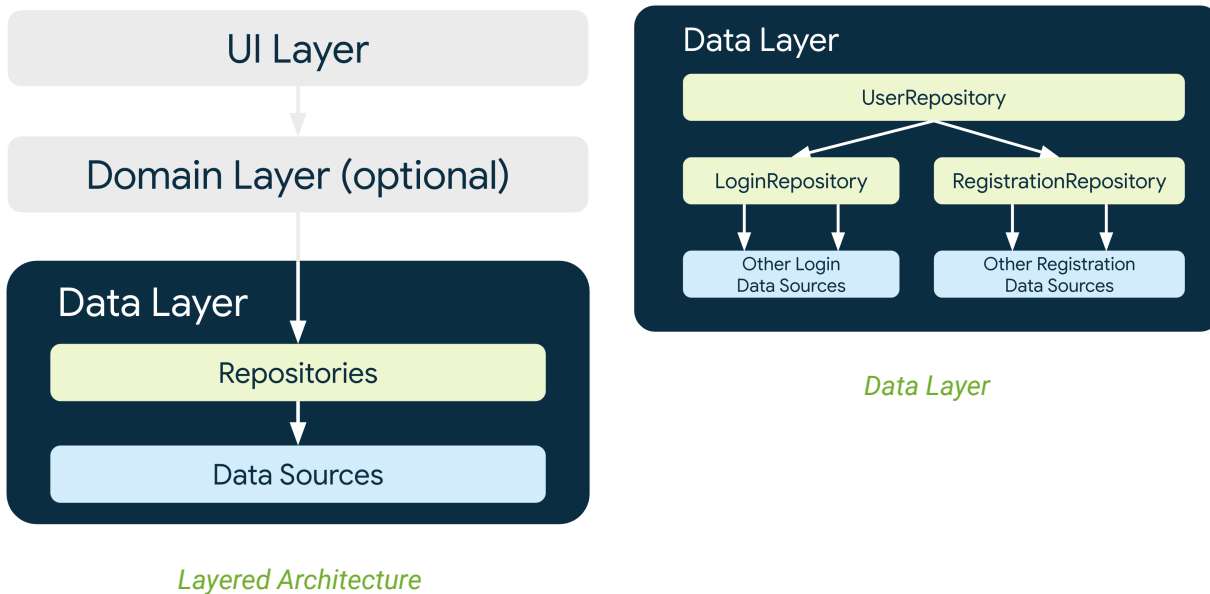 UI Layer
Domain Layer (optional)
Data Layer
Repositories
Data Sources
Layered Architecture
Data Layer
UserRepository
LoginRepository
RegistrationRepository
Other Login
Data Sources
Other Registration
Data Sources
Data Layer